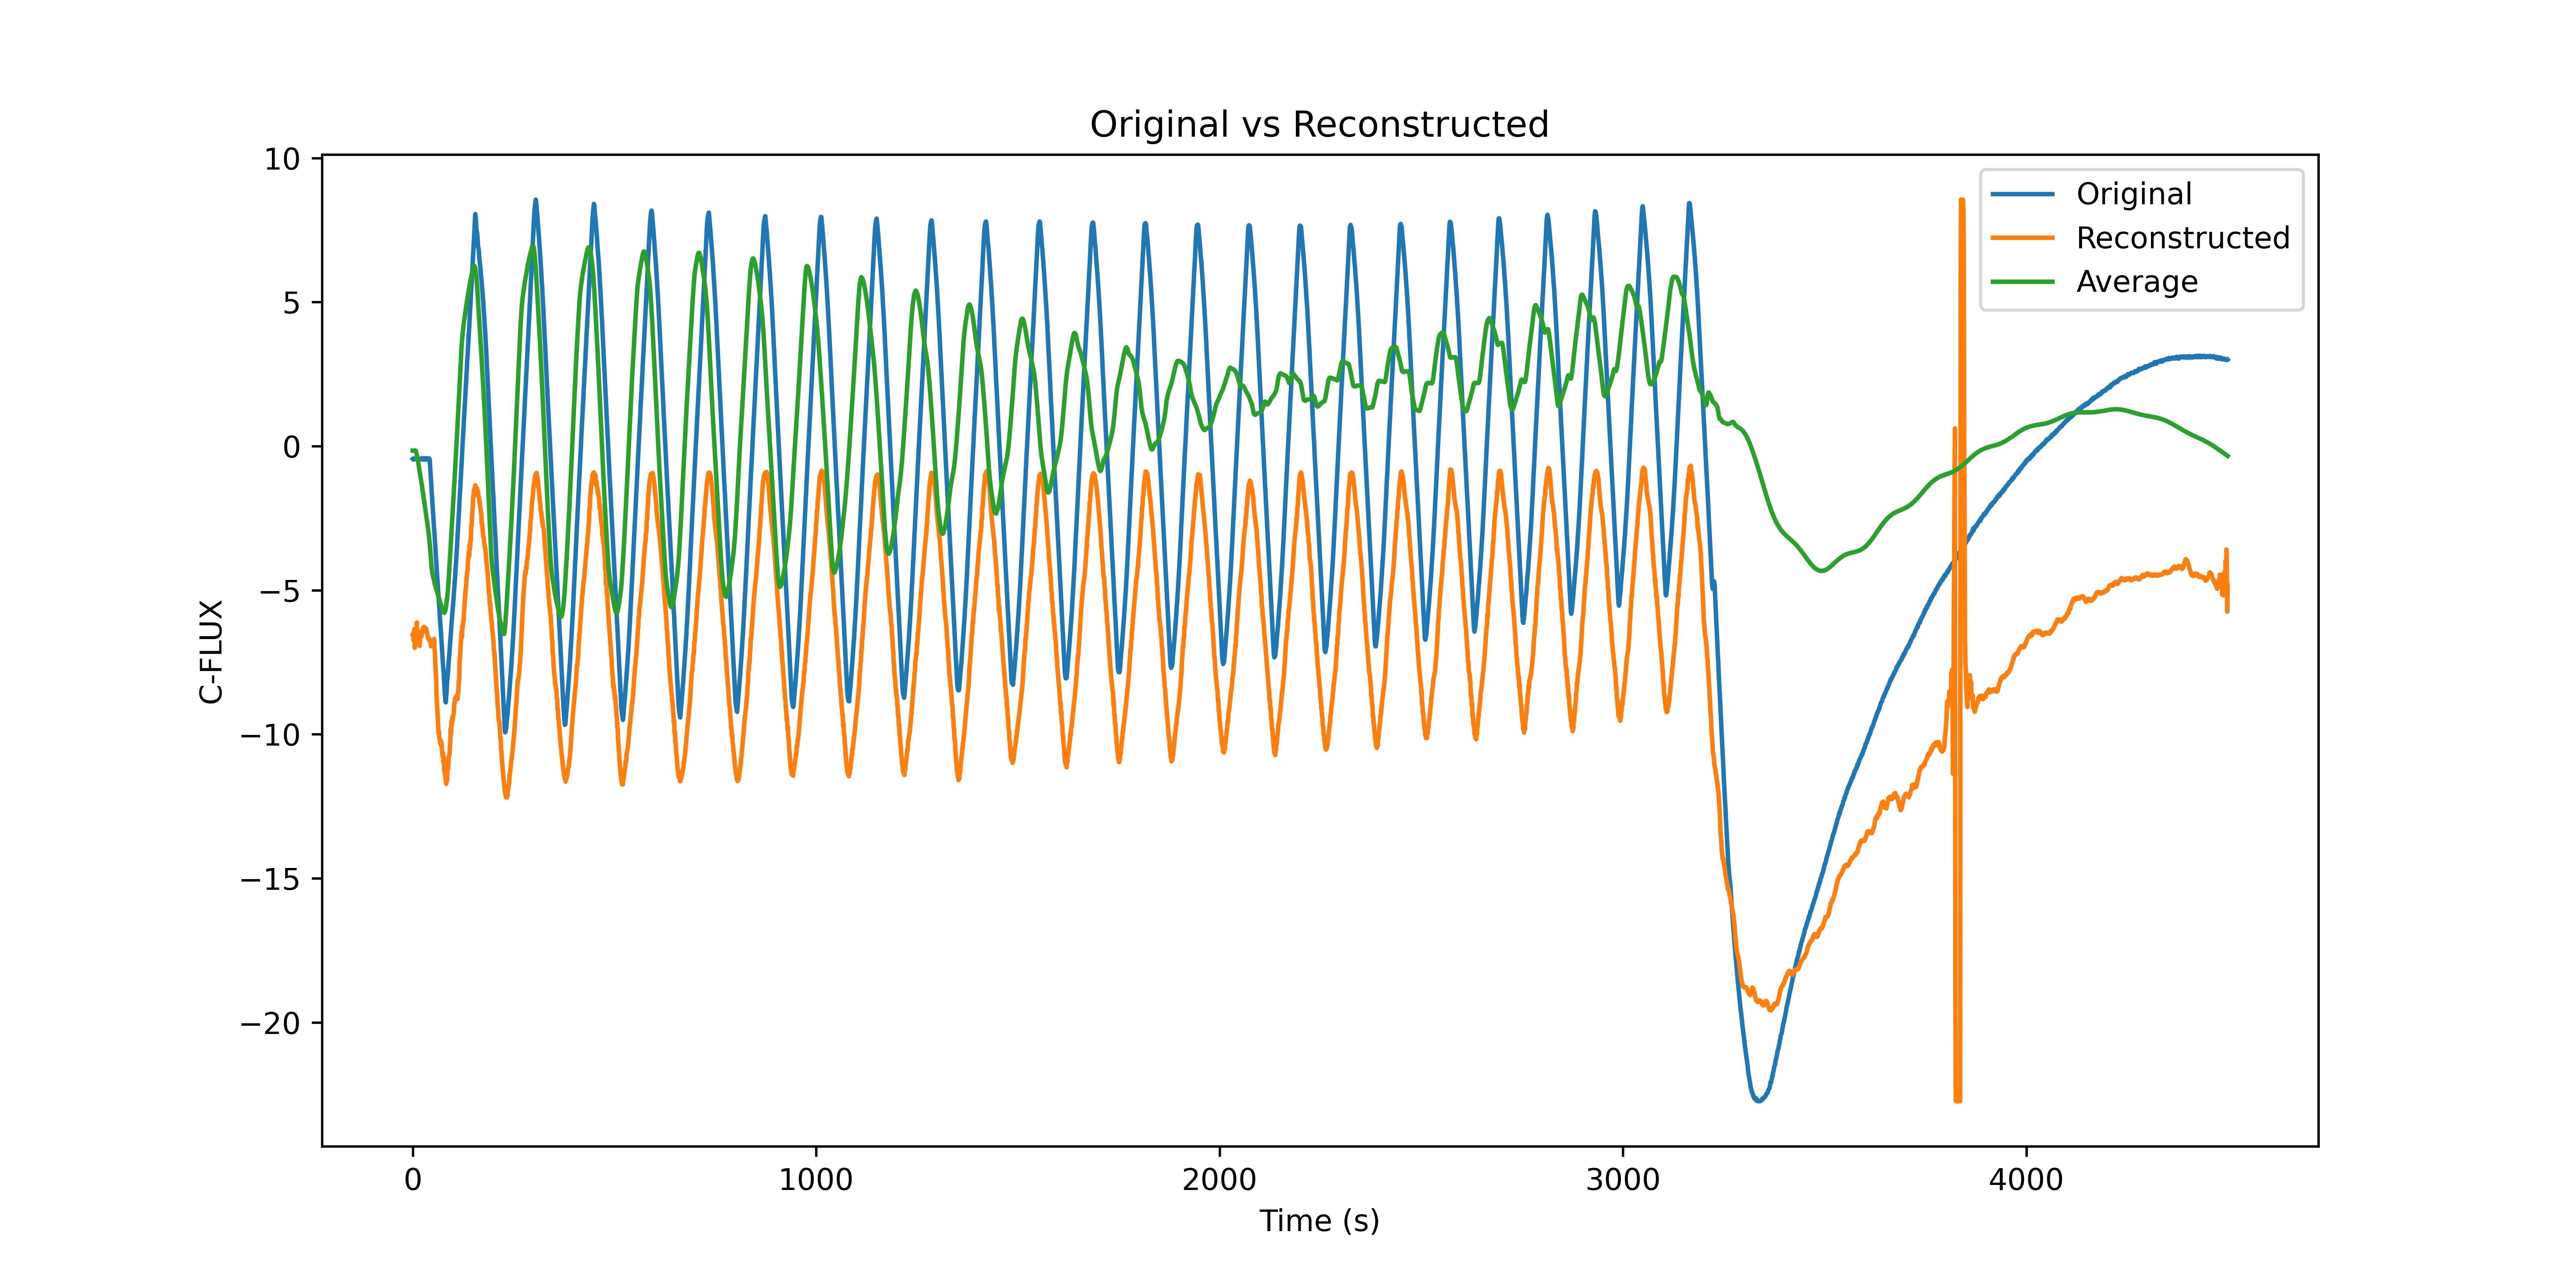 Original vs Reconstructed
10
5
0
−5
−10
−15
−20
C-FLUX
0
1000
2000
3000
4000
Time (s)
Original
Reconstructed
Average